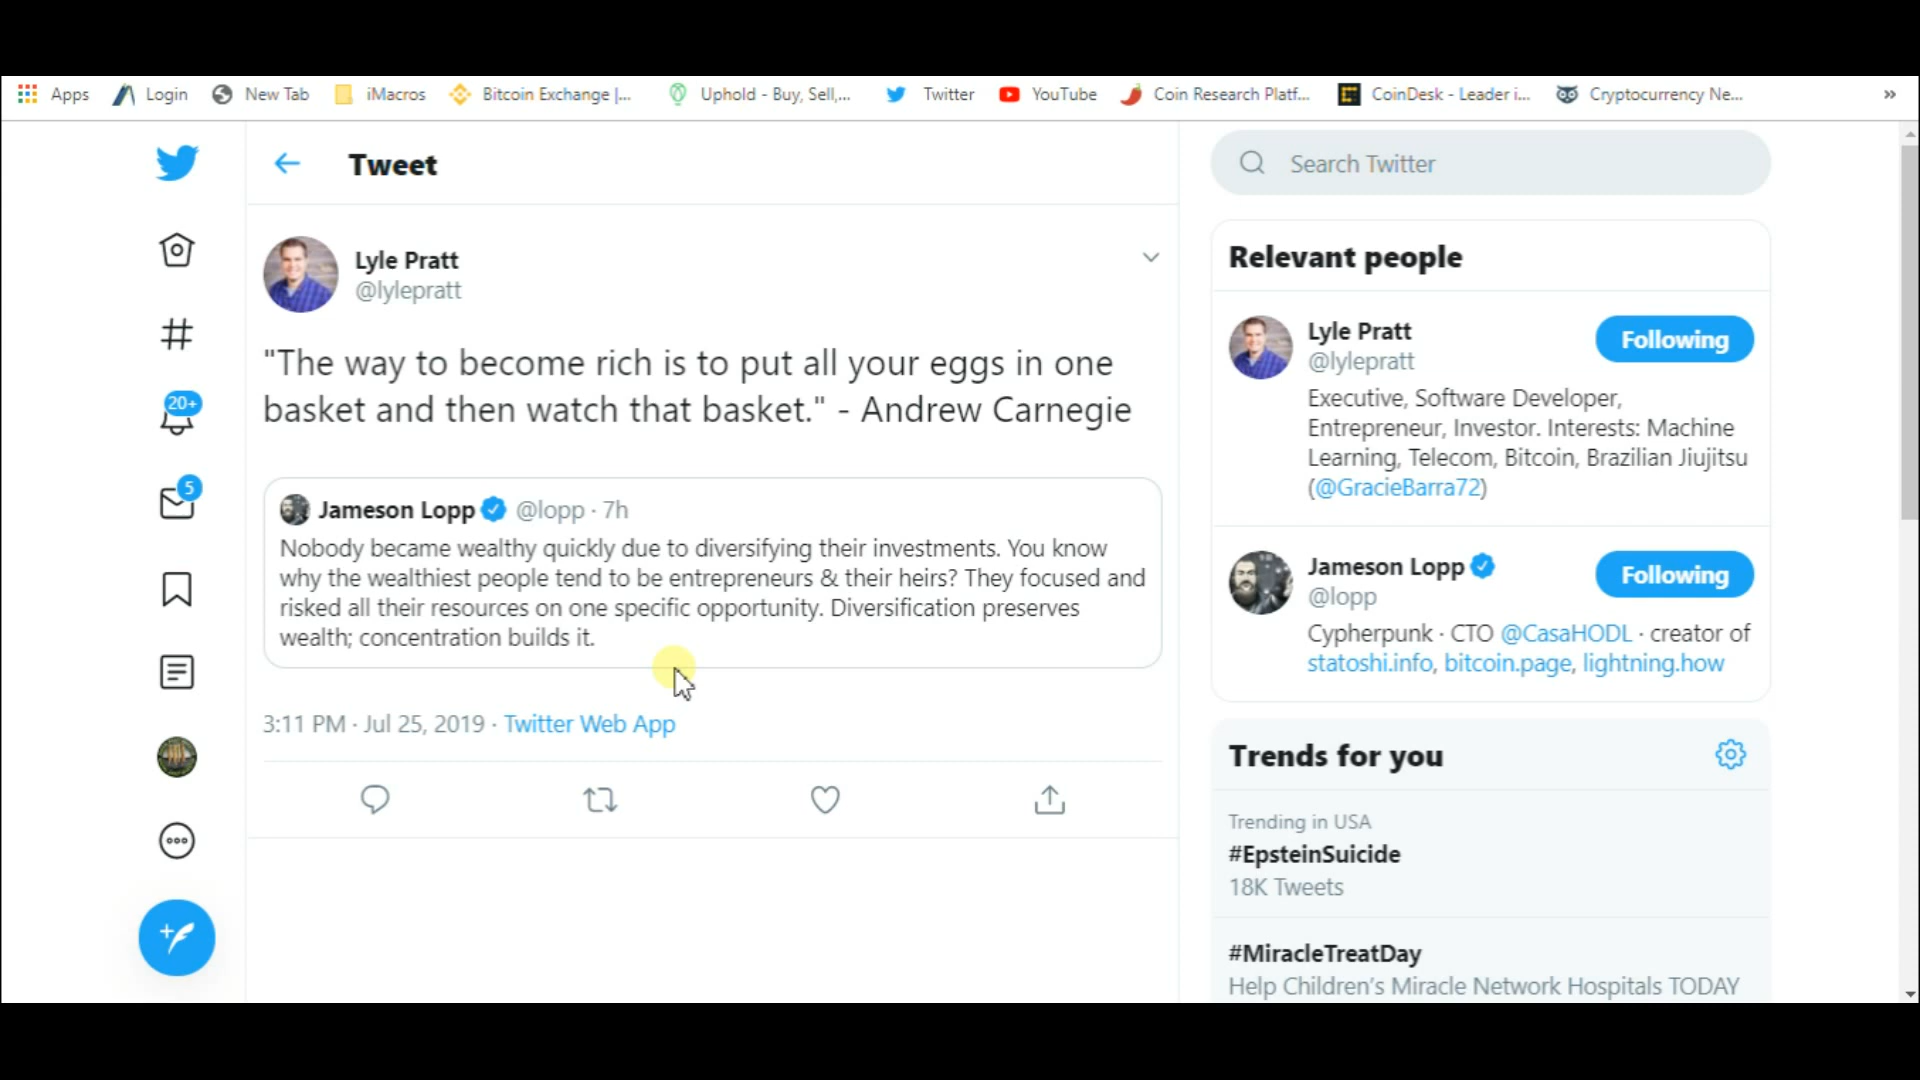 Apps Login New Tab iMacros Bitcoin Exchange |... Uphold - Buy, Sell,... Twitter YouTube Coin Research Platf... CoinDesk - Leader i... Cryptocurrency Ne... »
Tweet
Search Twitter
Lyle Pratt
@lylepratt
"The way to become rich is to put all your eggs in one
basket and then watch that basket." - Andrew Carnegie
Jameson Lopp @lopp · 7h
Nobody became wealthy quickly due to diversifying their investments. You know
why the wealthiest people tend to be entrepreneurs & their heirs? They focused and
risked all their resources on one specific opportunity. Diversification preserves
wealth; concentration builds it.
3:11 PM · Jul 25, 2019 · Twitter Web App
20+
5
Relevant people
Lyle Pratt
@lylepratt
Following
Executive, Software Developer,
Entrepreneur, Investor. Interests: Machine
Learning, Telecom, Bitcoin, Brazilian Jiujitsu
(@GracieBarra72)
Jameson Lopp
@lopp
Following
Cypherpunk · CTO @CasaHODL · creator of
statoshi.info, bitcoin.page, lightning.how
Trends for you
Trending in USA
#EpsteinSuicide
18K Tweets
#MiracleTreatDay
Help Children's Miracle Network Hospitals TODAY